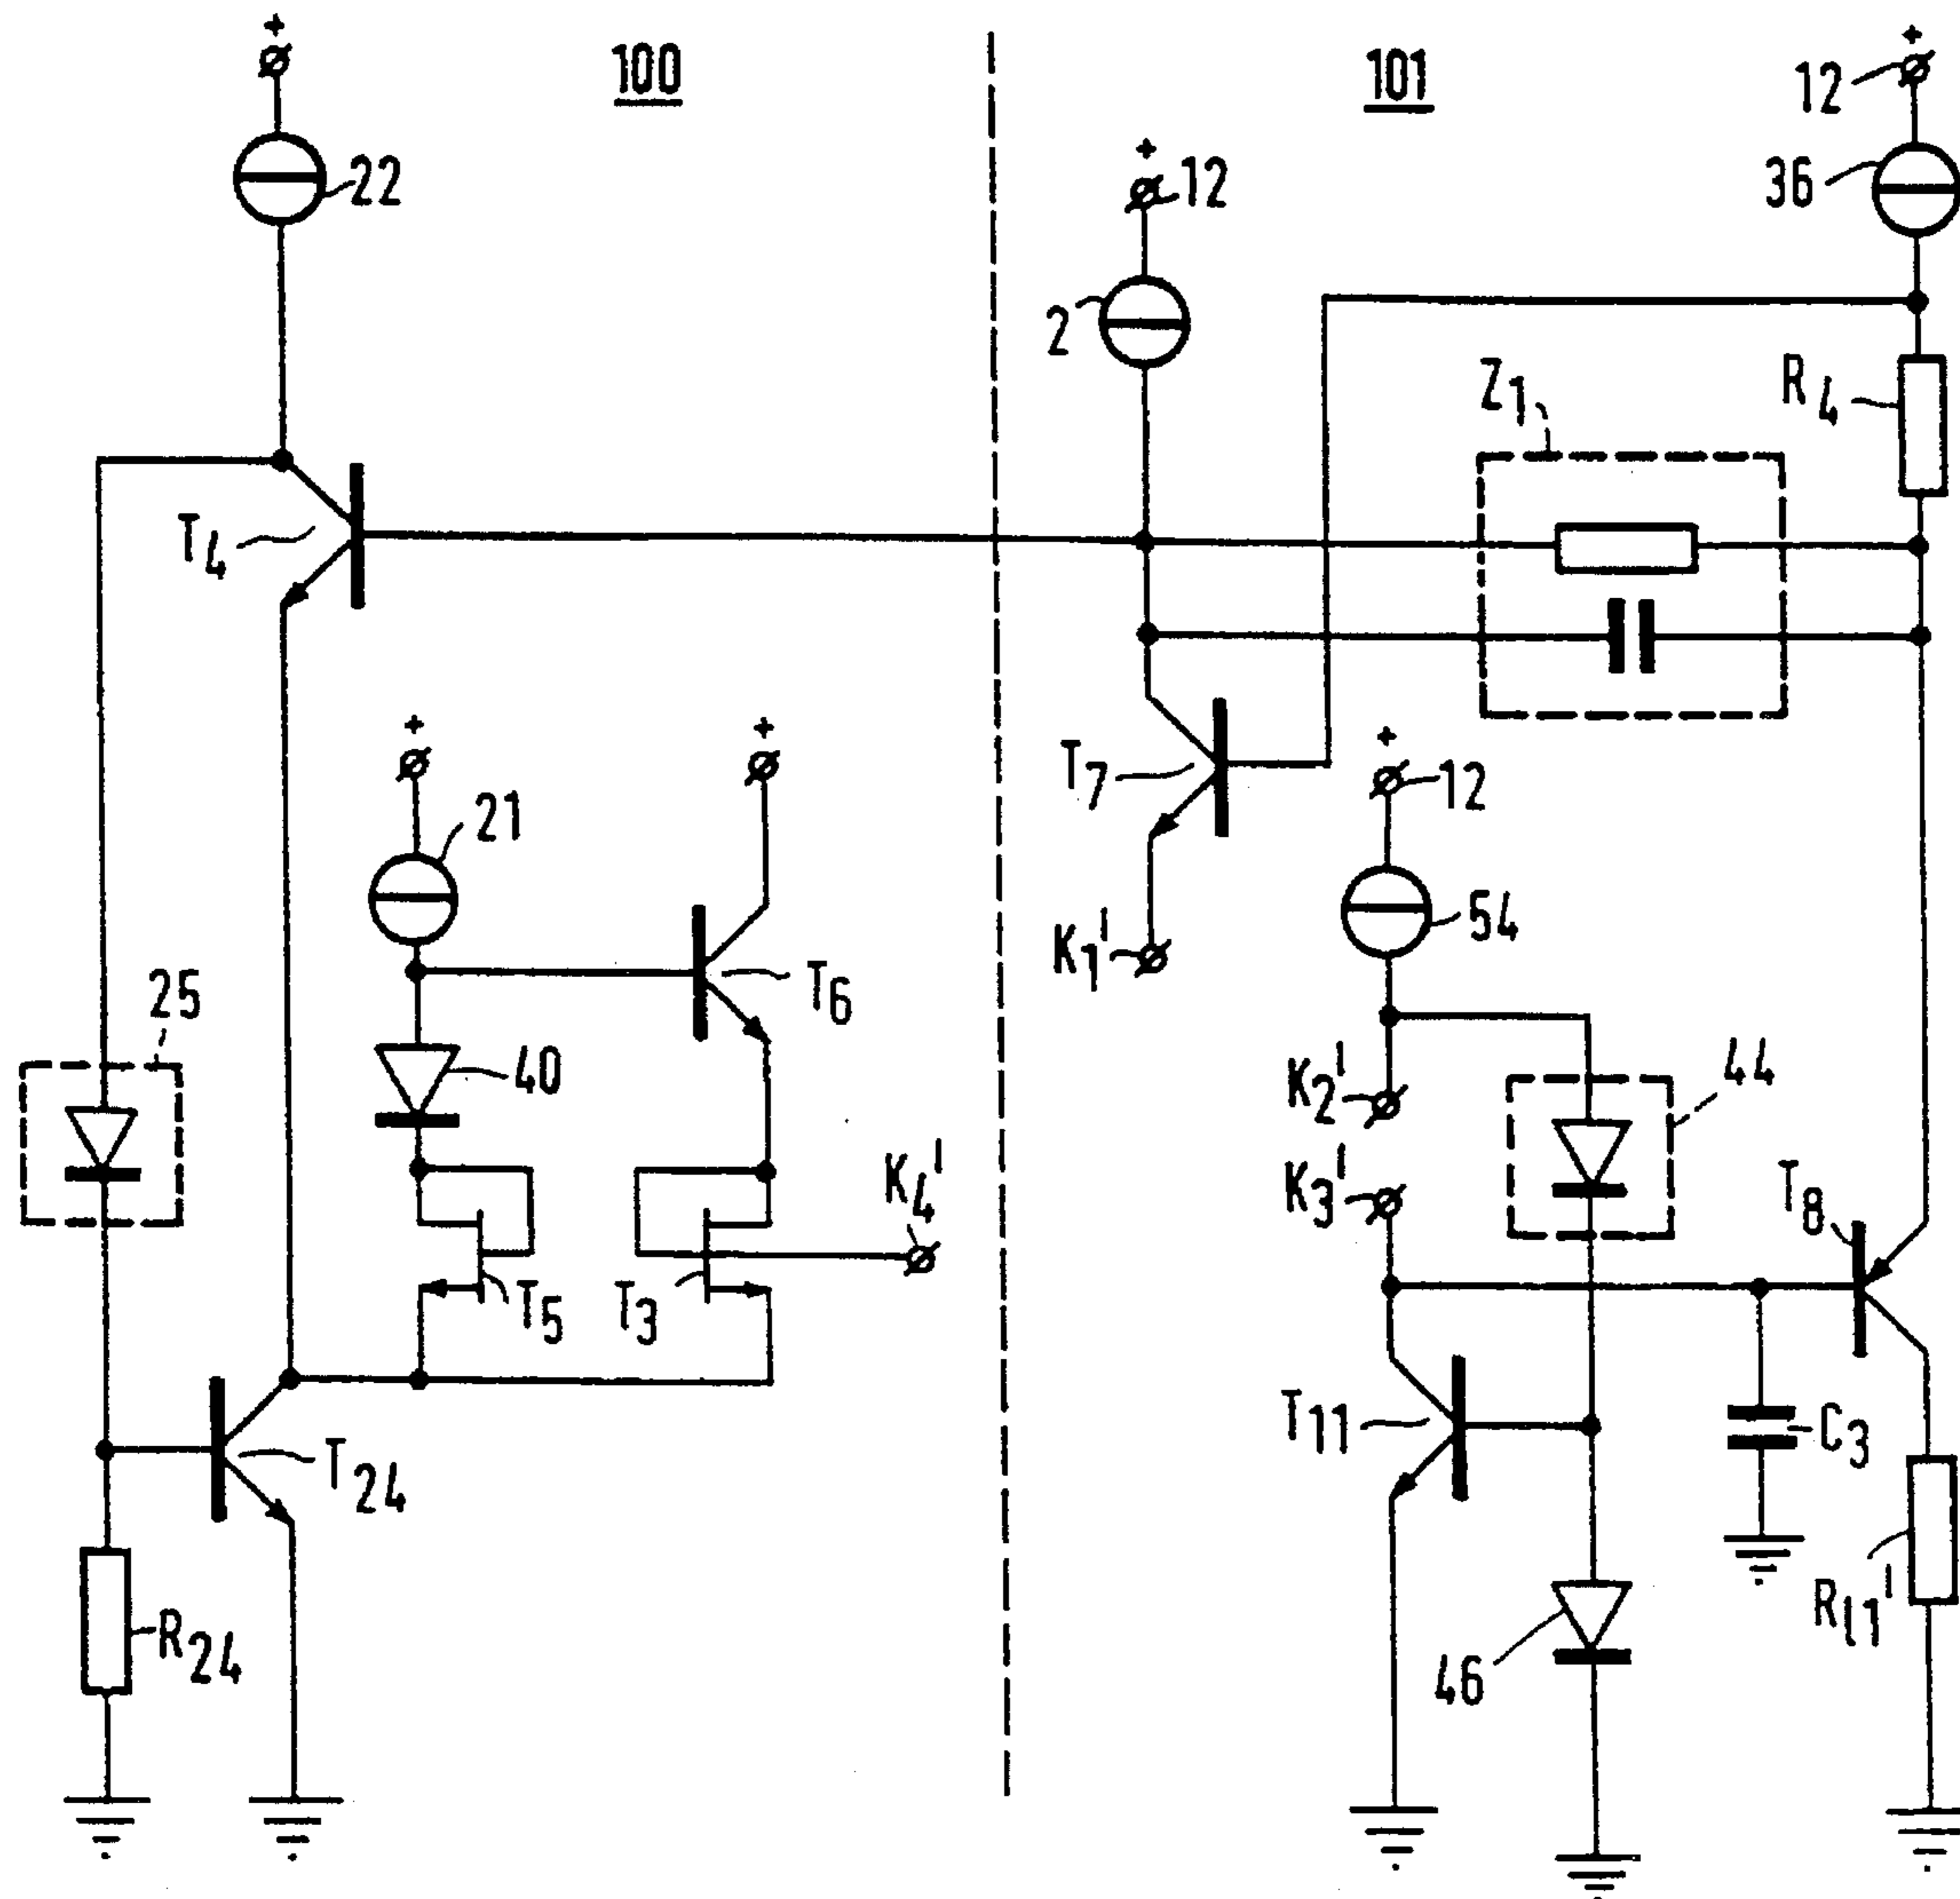 +
100
101
+
12
22
+
12
36
2
Z1
R4
T4
+
+
+
T7
12
21
54
K1'
25
T6
40
K2'
44
K4'
K3'
T8
T5
T3
T11
C3
T24
R11'
R24
46